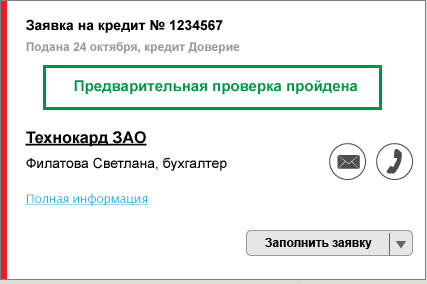 Заявка на кредит № 1234567
Подана 24 октября, кредит Доверие
Предварительная проверка пройдена
Технокард ЗАО
Филатова Светлана, бухгалтер
Полная информация
Заполнить заявку